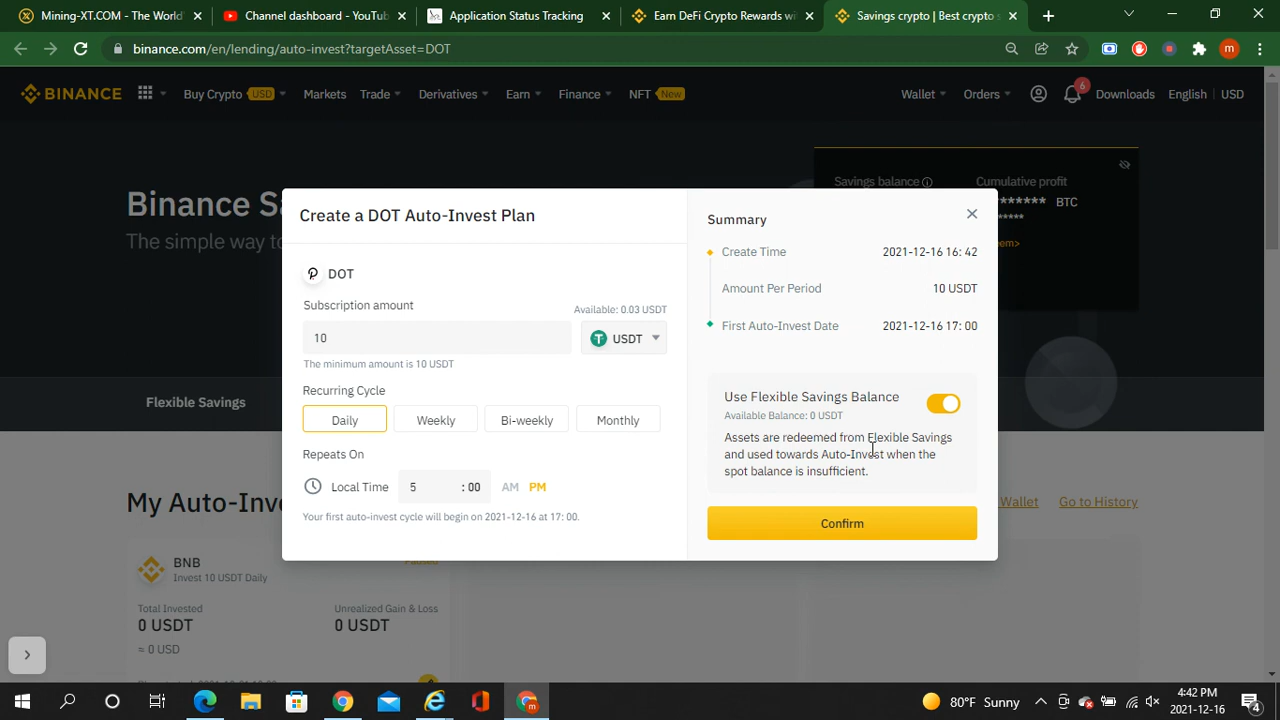 Mining-XT.COM - The World'
Channel dashboard - YouTub
Application Status Tracking
Earn DeFi Crypto Rewards wi
Savings crypto | Best crypto s
binance.com/en/lending/auto-invest?targetAsset=DOT
m
BINANCE
Buy Crypto USD
Markets
Trade
Derivatives
Earn
Finance
NFT New
Wallet
Orders
6
Downloads
English
USD
Binance S
The simple way to
Savings balance
Cumulative profit
******* BTC
******
em>
Create a DOT Auto-Invest Plan
DOT
Subscription amount
Available: 0.03 USDT
10
USDT
The minimum amount is 10 USDT
Recurring Cycle
Daily
Weekly
Bi-weekly
Monthly
Repeats On
Local Time
5 : 00
AM PM
Your first auto-invest cycle will begin on 2021-12-16 at 17: 00.
Summary
Create Time 2021-12-16 16: 42
Amount Per Period 10 USDT
First Auto-Invest Date 2021-12-16 17: 00
Use Flexible Savings Balance
Available Balance: 0 USDT
Assets are redeemed from Flexible Savings
and used towards Auto-Invest when the
spot balance is insufficient.
Confirm
Flexible Savings
My Auto-Inve
Wallet
Go to History
BNB
Invest 10 USDT Daily
Paused
Total Invested
Unrealized Gain & Loss
0 USDT
0 USDT
≈ 0 USD
m
80°F Sunny
4:42 PM
2021-12-16
4